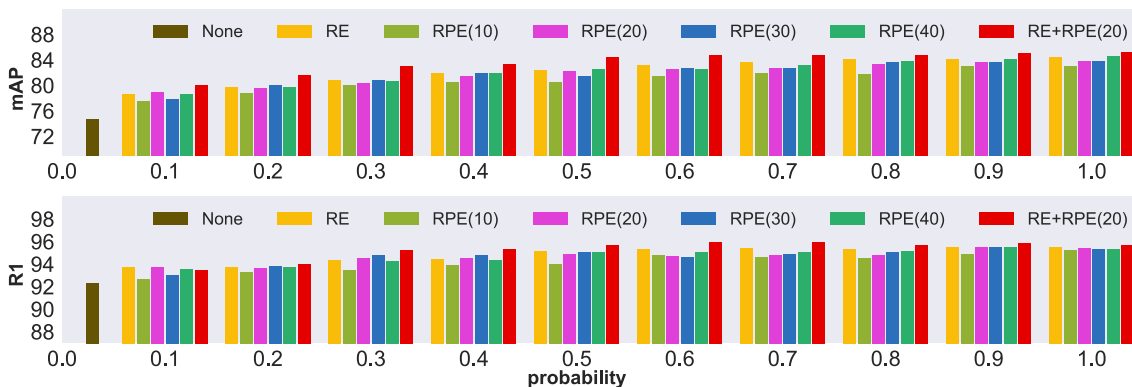 88
84
80
76
72
mAP
None RE RPE(10) RPE(20) RPE(30) RPE(40) RE+RPE(20)
0.0 0.1 0.2 0.3 0.4 0.5 0.6 0.7 0.8 0.9 1.0
98
96
94
92
90
88
R1
None RE RPE(10) RPE(20) RPE(30) RPE(40) RE+RPE(20)
0.0 0.1 0.2 0.3 0.4 0.5 0.6 0.7 0.8 0.9 1.0
probability